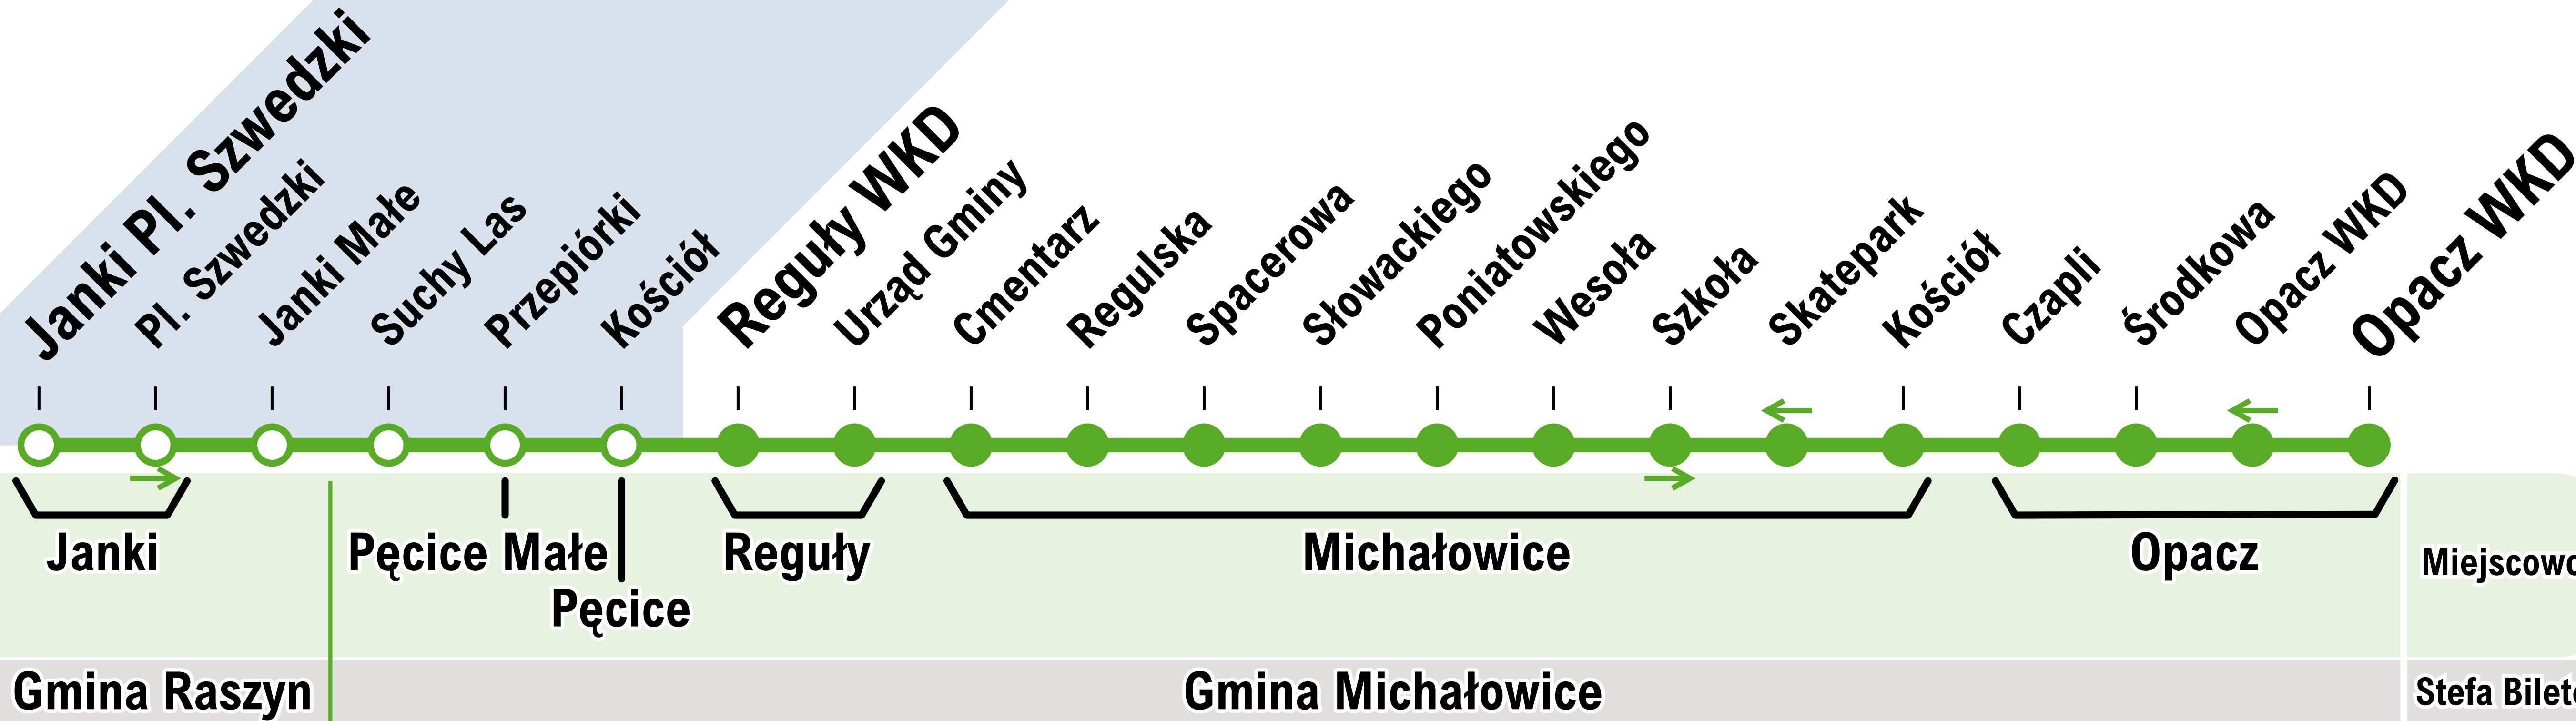 Janki Pl. Szwedzki
Pl. Szwedzki
Janki Małe
Suchy Las
Przepiórki
Kościół
Reguły WKD
Urząd Gminy
Cmentarz
Regulska
Spacerowa
Słowackiego
Poniatowskiego
Wesoła
Szkoła
Skatepark
Kościół
Czapli
Środkowa
Opacz WKD
Opacz WKD
Janki
Pęcice Małe
Pęcice
Reguły
Michałowice
Opacz
Gmina Raszyn
Gmina Michałowice
Stefa